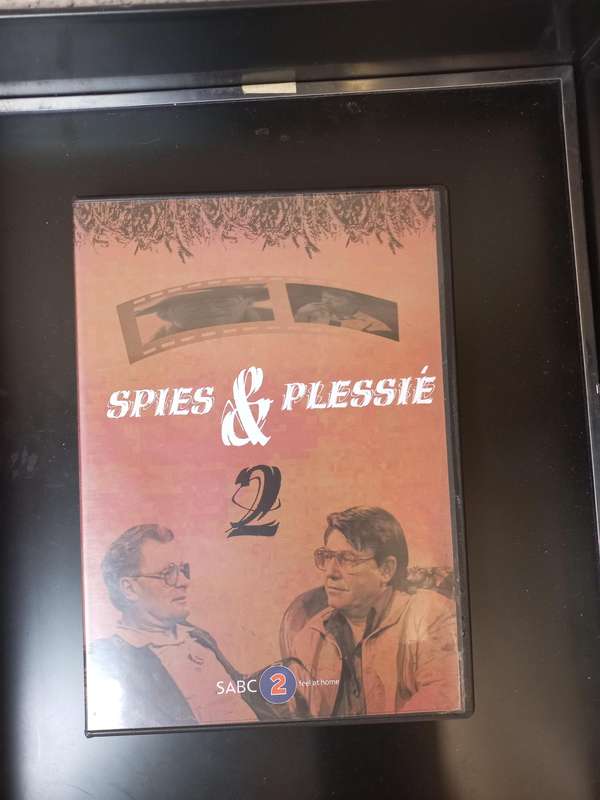 SPIES & PLESSIÉ
2
SABC 2 feel at home